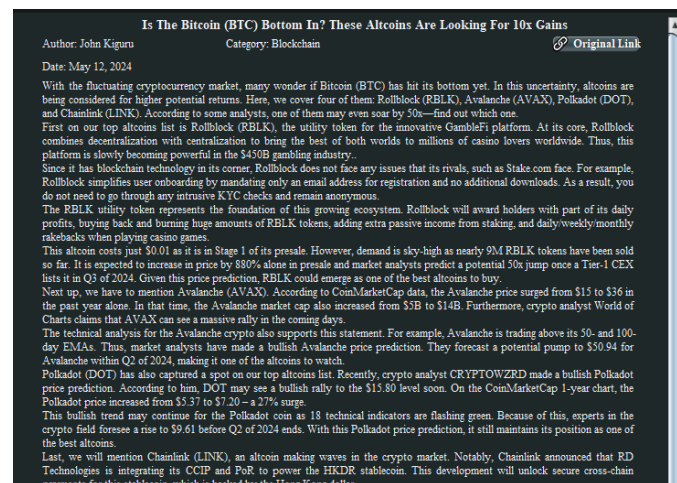 Is The Bitcoin (BTC) Bottom In? These Altcoins Are Looking For 10x Gains
Author: John Kiguru Category: Blockchain Original Link
Date: May 12, 2024
With the fluctuating cryptocurrency market, many wonder if Bitcoin (BTC) has hit its bottom yet. In this uncertainty, altcoins are
being considered for higher potential returns. Here, we cover four of them: Rollblock (RBLK), Avalanche (AVAX), Polkadot (DOT),
and Chainlink (LINK). According to some analysts, one of them may even soar by 50x—find out which one.
First on our top altcoins list is Rollblock (RBLK), the utility token for the innovative GambleFi platform. At its core, Rollblock
combines decentralization with centralization to bring the best of both worlds to millions of casino lovers worldwide. Thus, this
platform is slowly becoming powerful in the $450B gambling industry..
Since it has blockchain technology in its corner, Rollblock does not face any issues that its rivals, such as Stake.com face. For example,
Rollblock simplifies user onboarding by mandating only an email address for registration and no additional downloads. As a result, you
do not need to go through any intrusive KYC checks and remain anonymous.
The RBLK utility token represents the foundation of this growing ecosystem. Rollblock will award holders with part of its daily
profits, buying back and burning huge amounts of RBLK tokens, adding extra passive income from staking, and daily/weekly/monthly
rakebacks when playing casino games.
This altcoin costs just $0.01 as it is in Stage 1 of its presale. However, demand is sky-high as nearly 9M RBLK tokens have been sold
so far. It is expected to increase in price by 880% alone in presale and market analysts predict a potential 50x jump once a Tier-1 CEX
lists it in Q3 of 2024. Given this price prediction, RBLK could emerge as one of the best altcoins to buy.
Next up, we have to mention Avalanche (AVAX). According to CoinMarketCap data, the Avalanche price surged from $15 to $36 in
the past year alone. In that time, the Avalanche market cap also increased from $5B to $14B. Furthermore, crypto analyst World of
Charts claims that AVAX can see a massive rally in the coming days.
The technical analysis for the Avalanche crypto also supports this statement. For example, Avalanche is trading above its 50- and 100-
day EMAs. Thus, market analysts have made a bullish Avalanche price prediction. They forecast a potential pump to $50.94 for
Avalanche within Q2 of 2024, making it one of the altcoins to watch.
Polkadot (DOT) has also captured a spot on our top altcoins list. Recently, crypto analyst CRYPTOWZRD made a bullish Polkadot
price prediction. According to him, DOT may see a bullish rally to the $15.80 level soon. On the CoinMarketCap 1-year chart, the
Polkadot price increased from $5.37 to $7.20 – a 27% surge.
This bullish trend may continue for the Polkadot coin as 18 technical indicators are flashing green. Because of this, experts in the
crypto field foresee a rise to $9.61 before Q2 of 2024 ends. With this Polkadot price prediction, it still maintains its position as one of
the best altcoins.
Last, we will mention Chainlink (LINK), an altcoin making waves in the crypto market. Notably, Chainlink announced that RD
Technologies is integrating its CCIP and PoR to power the HKDR stablecoin. This development will unlock secure cross-chain